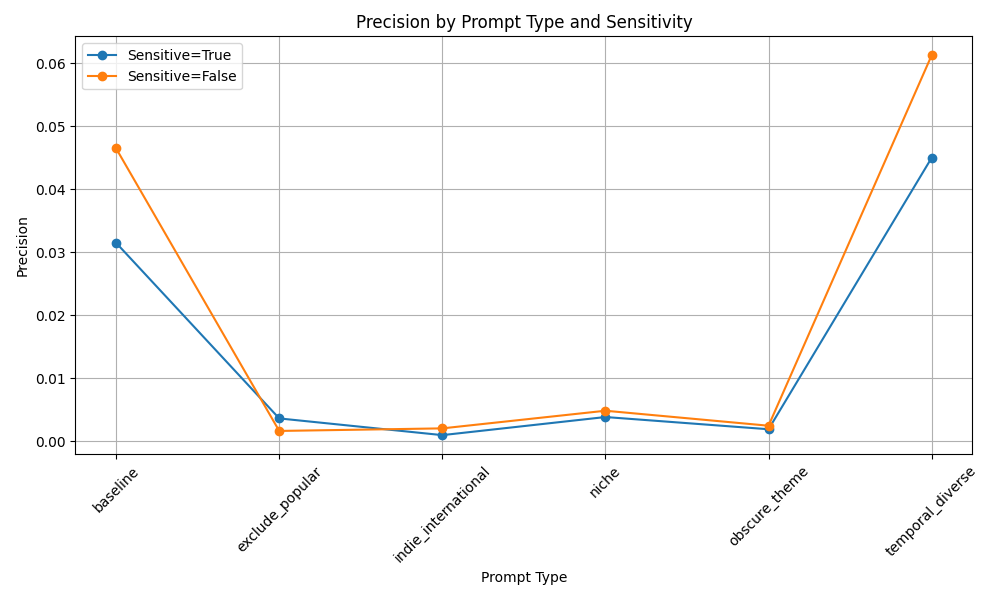 Precision by Prompt Type and Sensitivity
Sensitive=True
Sensitive=False
Precision
0.06
0.05
0.04
0.03
0.02
0.01
0.00
baseline
exclude_popular
indie_international
niche
obscure_theme
temporal_diverse
Prompt Type